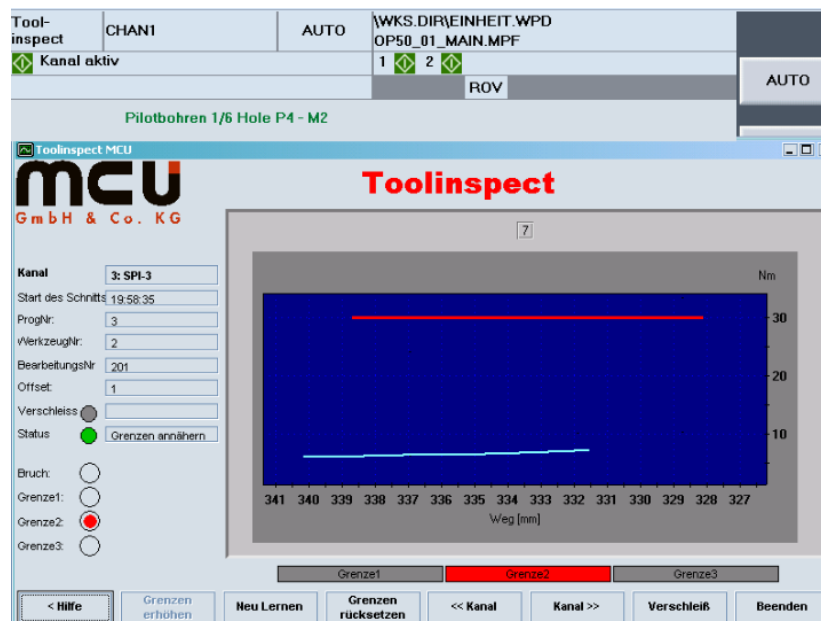 Tool-
inspect
CHAN1
AUTO
\WKS.DIR\EINHEIT.WPD
OP50_01_MAIN.MPF
Kanal aktiv
1 2
ROV
AUTO
Pilotbohren 1/6 Hole P4 - M2
Toolinspect MCU
mcu
GmbH & Co. KG
Toolinspect
7
Kanal 3: SPI-3
Start des Schnitts 19:58:35
ProgNr: 3
WerkzeugNr: 2
BearbeitungsNr 201
Offset: 1
Verschleiss
Status Grenzen annähern
Bruch:
Grenze1:
Grenze2:
Grenze3:
Nm
30
20
10
341 340 339 338 337 336 335 334 333 332 331 330 329 328 327
Weg [mm]
Grenze1 Grenze2 Grenze3
< Hilfe
Grenzen
erhöhen
Neu Lernen
Grenzen
rücksetzen
<< Kanal
Kanal >>
Verschleiß
Beenden